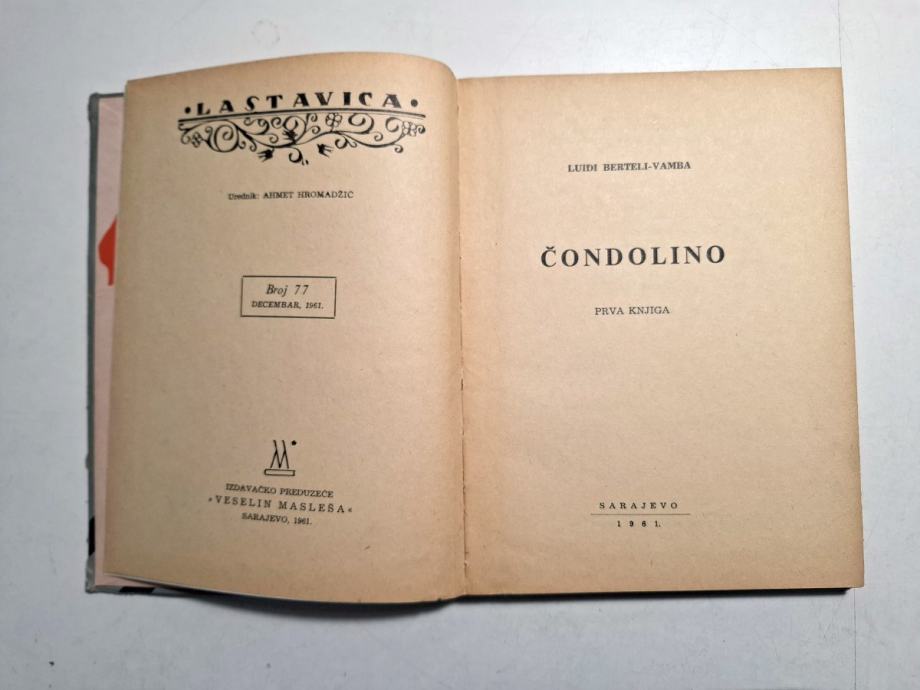 •LASTAVICA•
Urednik: AHMET HROMADŽIĆ
Broj 77
DECEMBAR, 1961.
IZDAVAČKO PREDUZEĆE
»VESELIN MASLEŠA«
SARAJEVO, 1961.
LUIĐI BERTELI-VAMBA
ČONDOLINO
PRVA KNJIGA
SARAJEVO
1961.